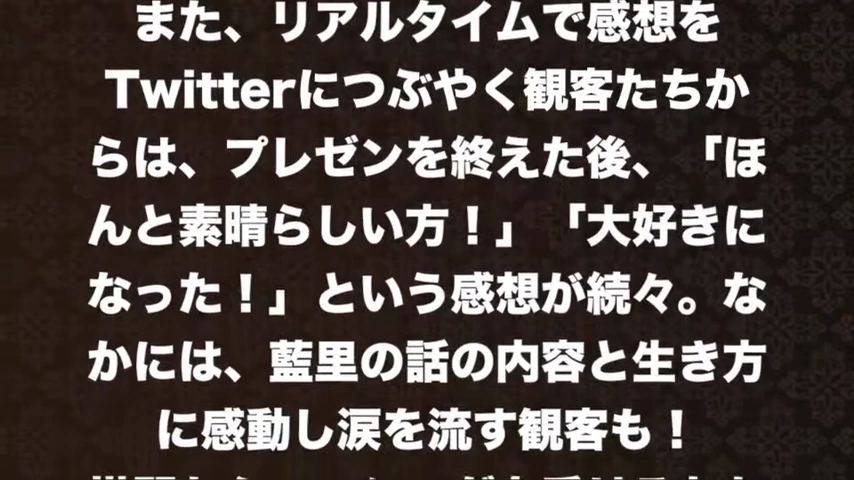 また、リアルタイムで感想を
Twitterにつぶやく観客たちか
らは、プレゼンを終えた後、「ほ
んと素晴らしい方！」「大好きに
なった！」という感想が続々。な
かには、藍里の話の内容と生き方
に感動し涙を流す観客も！